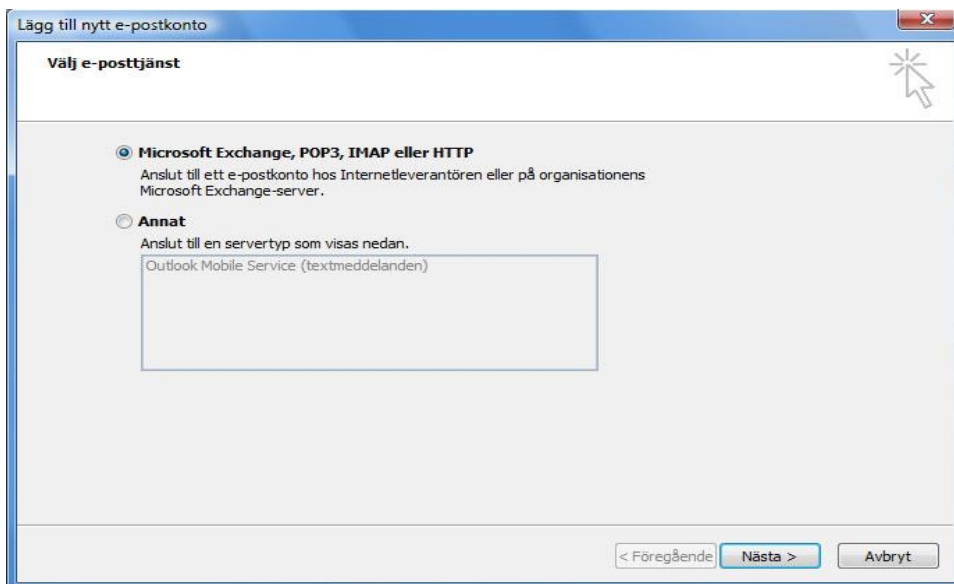 Lägg till nytt e-postkonto
Välj e-posttjänst
Microsoft Exchange, POP3, IMAP eller HTTP
Anslut till ett e-postkonto hos Internetleverantören eller på organisationens
Microsoft Exchange-server.
Annat
Anslut till en servertyp som visas nedan.
Outlook Mobile Service (textmeddelanden)
< Föregående Nästa > Avbryt